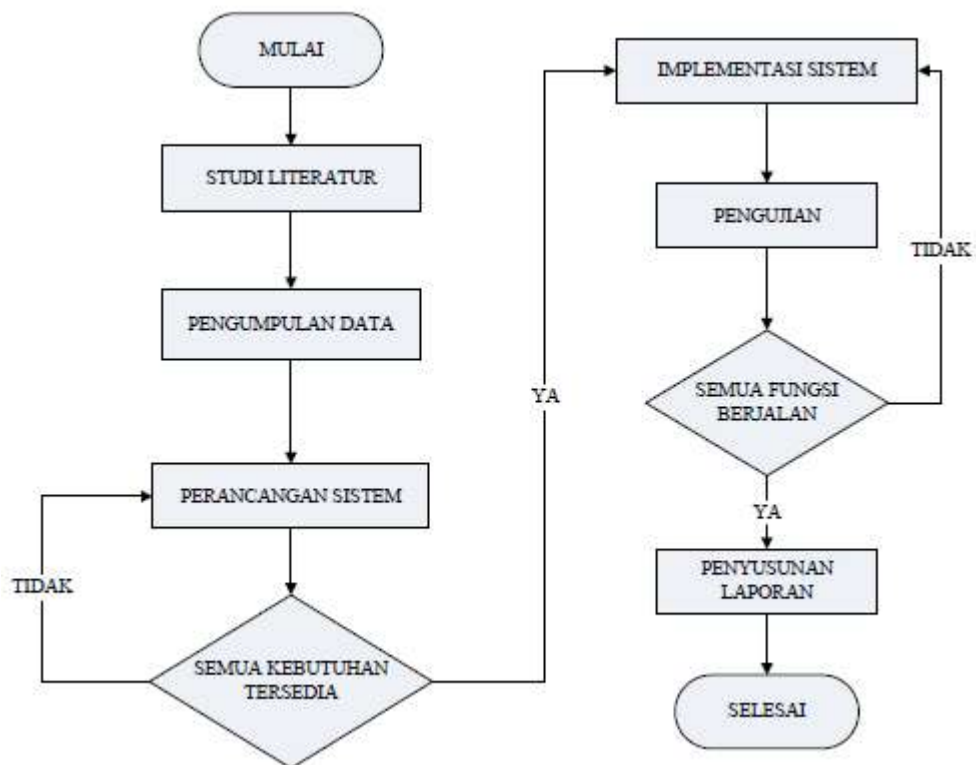 MULAI
STUDI LITERATUR
PENGUMPULAN DATA
PERANCANGAN SISTEM
TIDAK
SEMUA KEBUTUHAN
TERSEDIA
YA
IMPLEMENTASI SISTEM
PENGUJIAN
TIDAK
SEMUA FUNGSI
BERJALAN
YA
PENYUSUNAN
LAPORAN
SELESAI